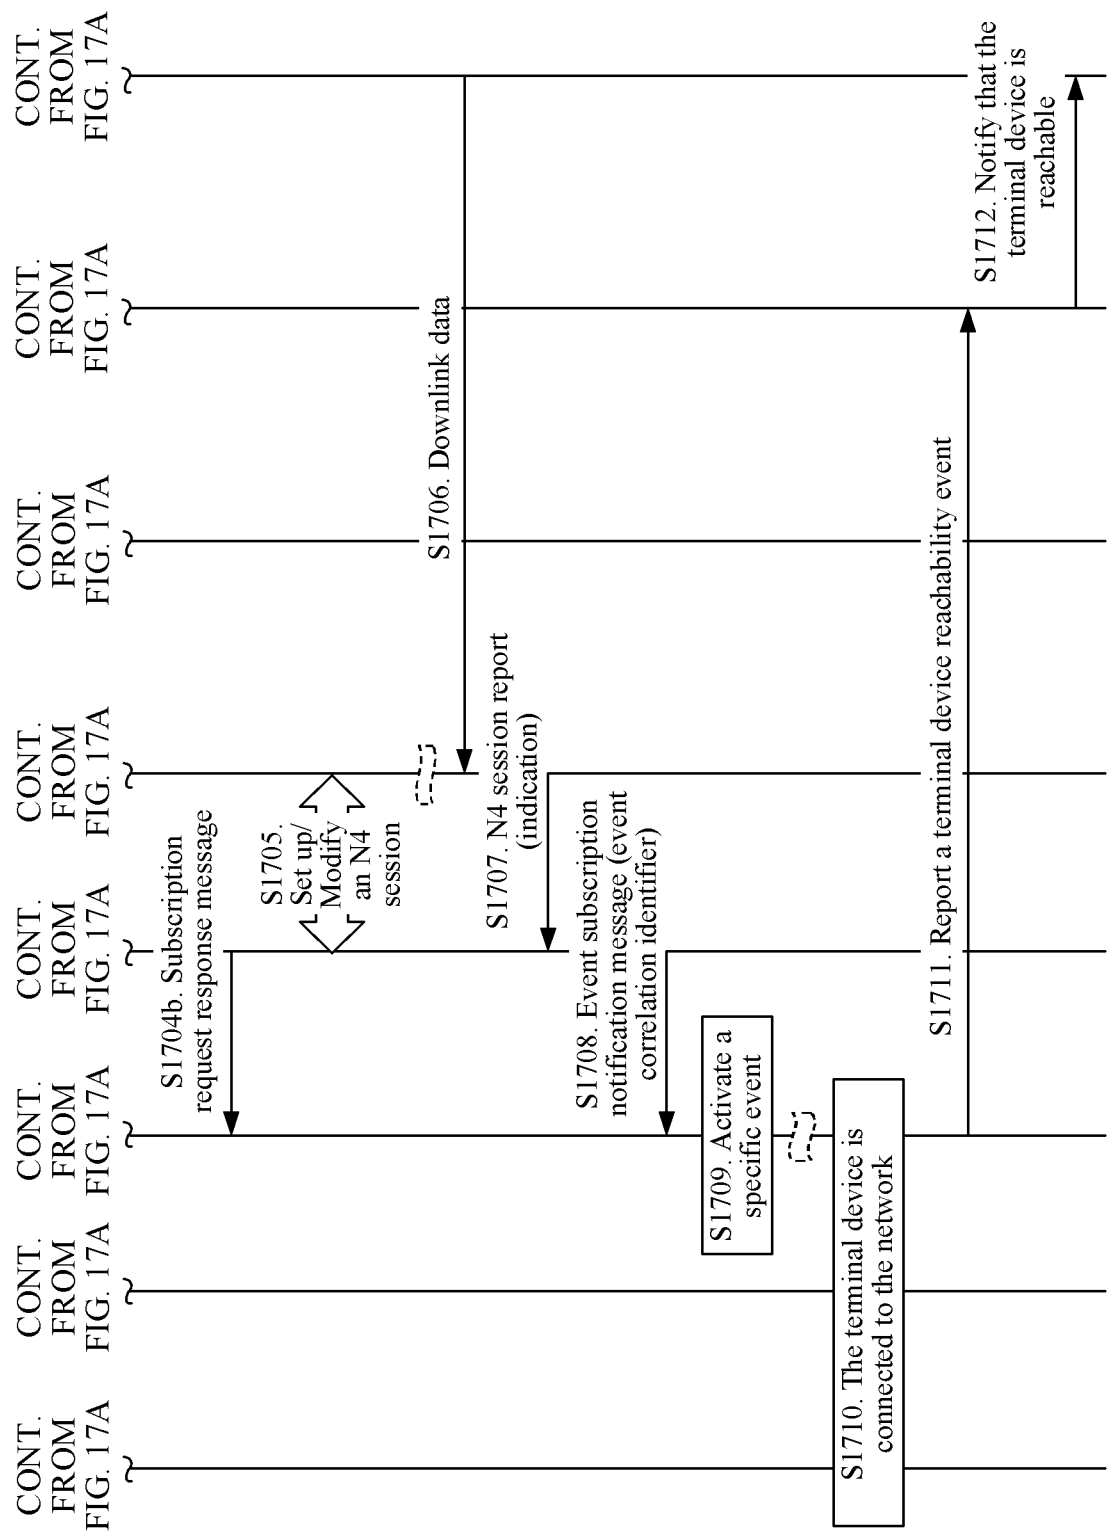 CONT.
FROM
FIG. 17A
CONT.
FROM
FIG. 17A
CONT.
FROM
FIG. 17A
CONT.
FROM
FIG. 17A
CONT.
FROM
FIG. 17A
CONT.
FROM
FIG. 17A
CONT.
FROM
FIG. 17A
CONT.
FROM
FIG. 17A
S1704b. Subscription
request response message
S1705.
Set up/
Modify
an N4
session
S1706. Downlink data
S1707. N4 session report
(indication)
S1708. Event subscription
notification message (event
correlation identifier)
S1709. Activate a
specific event
S1710. The terminal device is
connected to the network
S1711. Report a terminal device reachability event
S1712. Notify that the
terminal device is
reachable